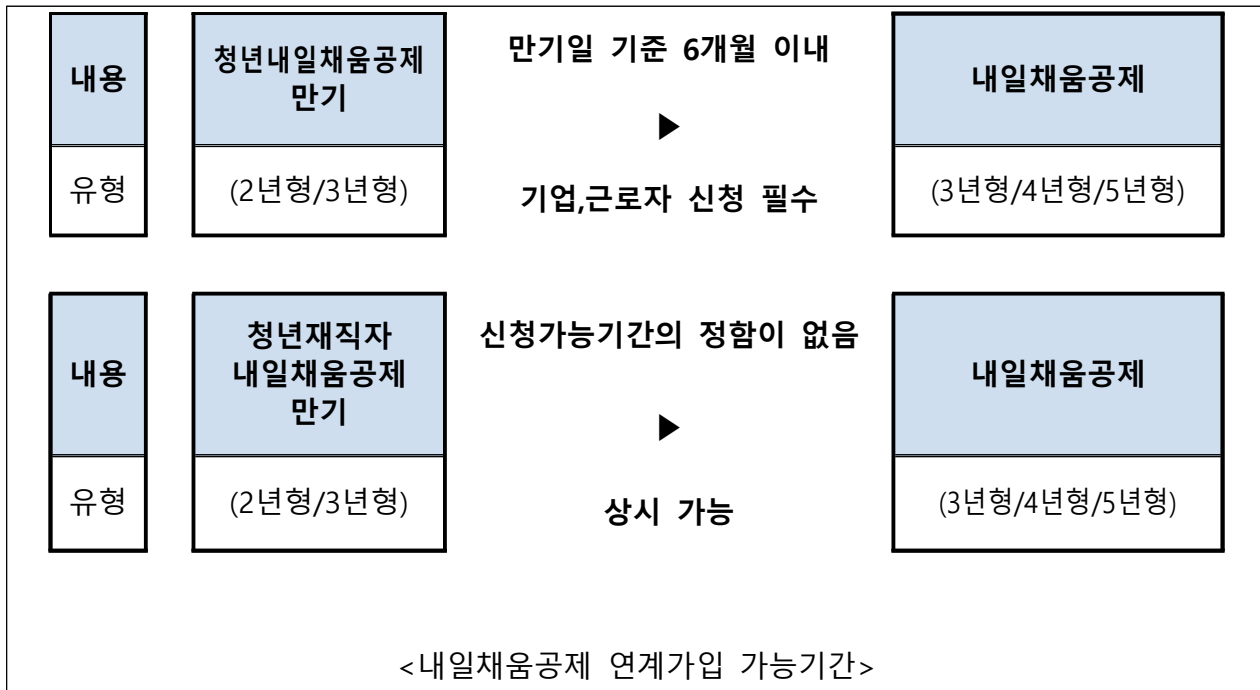 내용
청년내일채움공제
만기
만기일 기준 6개월 이내
▶
내일채움공제
유형
(2년형/3년형)
기업,근로자 신청 필수
(3년형/4년형/5년형)
내용
청년재직자
내일채움공제
만기
신청가능기간의 정함이 없음
▶
내일채움공제
유형
(2년형/3년형)
상시 가능
(3년형/4년형/5년형)
<내일채움공제 연계가입 가능기간>